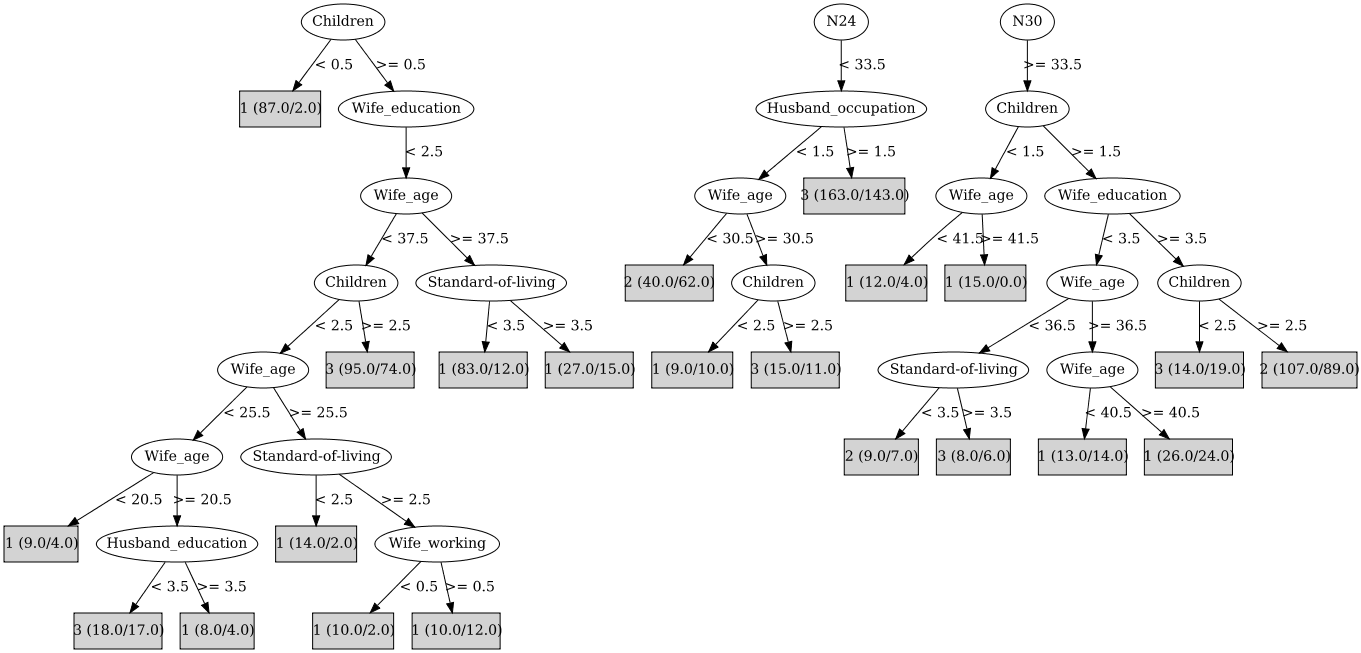 Children N24 N30
< 0.5 >= 0.5 < 33.5 >= 33.5
1 (87.0/2.0) Wife_education Husband_occupation Children
< 2.5 < 1.5 >= 1.5 < 1.5 >= 1.5
Wife_age Wife_age 3 (163.0/143.0) Wife_age Wife_education
< 37.5 >= 37.5 < 30.5 >= 30.5 < 41.5 >= 41.5 < 3.5 >= 3.5
Children Standard-of-living 2 (40.0/62.0) Children 1 (12.0/4.0) 1 (15.0/0.0) Wife_age Children
< 2.5 >= 2.5 < 3.5 >= 3.5 < 2.5 >= 2.5 < 36.5 >= 36.5 < 2.5 >= 2.5
Wife_age 3 (95.0/74.0) 1 (83.0/12.0) 1 (27.0/15.0) 1 (9.0/10.0) 3 (15.0/11.0) Standard-of-living Wife_age 3 (14.0/19.0) 2 (107.0/89.0)
< 25.5 >= 25.5 < 3.5 >= 3.5 < 40.5 >= 40.5
Wife_age Standard-of-living 2 (9.0/7.0) 3 (8.0/6.0) 1 (13.0/14.0) 1 (26.0/24.0)
< 20.5 >= 20.5 < 2.5 >= 2.5
1 (9.0/4.0) Husband_education 1 (14.0/2.0) Wife_working
< 3.5 >= 3.5 < 0.5 >= 0.5
3 (18.0/17.0) 1 (8.0/4.0) 1 (10.0/2.0) 1 (10.0/12.0)